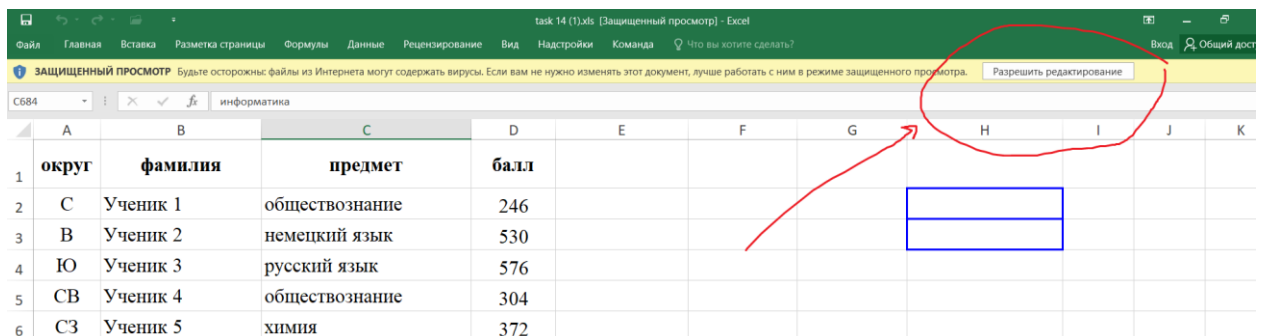 task 14 (1).xls [Защищенный просмотр] - Excel
Файл Главная Вставка Разметка страницы Формулы Данные Рецензирование Вид Надстройки Команда Что вы хотите сделать? Вход Общий дост
ЗАЩИЩЕННЫЙ ПРОСМОТР Будьте осторожны: файлы из Интернета могут содержать вирусы. Если вам не нужно изменять этот документ, лучше работать с ним в режиме защищенного просмотра. Разрешить редактирование
C684 fx информатика
A B C D E F G H I J K
1 округ фамилия предмет балл
2 С Ученик 1 обществознание 246
3 В Ученик 2 немецкий язык 530
4 Ю Ученик 3 русский язык 576
5 СВ Ученик 4 обществознание 304
6 СЗ Ученик 5 химия 372